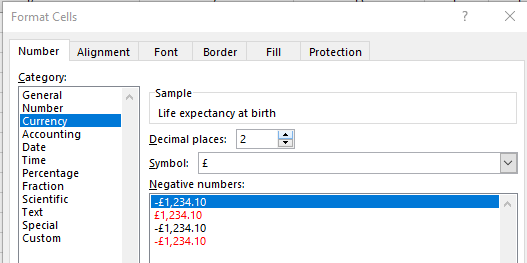 Format Cells ? ×
Number Alignment Font Border Fill Protection
Category:
General
Number
Currency
Accounting
Date
Time
Percentage
Fraction
Scientific
Text
Special
Custom
Sample
Life expectancy at birth
Decimal places: 2
Symbol: £
Negative numbers:
-£1,234.10
£1,234.10
-£1,234.10
-£1,234.10